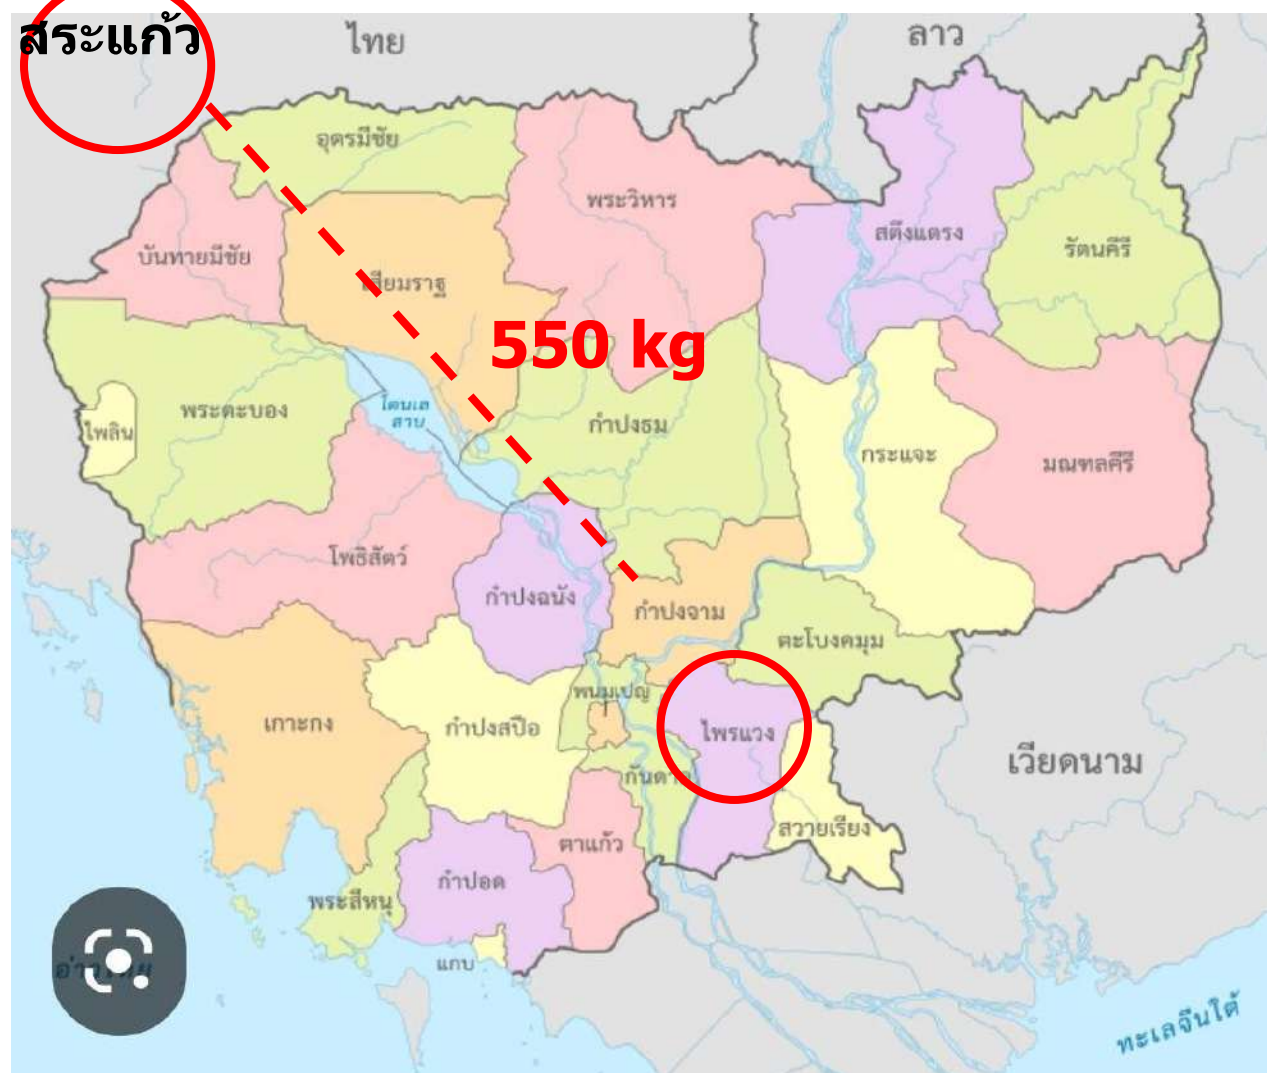 สระแก้ว
ไทย
ลาว
อุดรมีชัย
พระวิหาร
สตึงแตรง
รัตนคีรี
บันทายมีชัย
เสียมราฐ
550 kg
พระตะบอง
โตนเล
สาบ
กำปงธม
ไพลิน
กระแจะ
มณฑลคีรี
โพธิสัตว์
กำปงฉนัง
กำปงจาม
ตะโบงคมุม
พนมเปญ
เกาะกง
กำปงสปือ
ไพรแวง
เวียดนาม
กันดาล
สวายเรียง
ตาแก้ว
กำปอต
พระสีหนุ
แกบ
อ่าวไทย
ทะเลจีนใต้